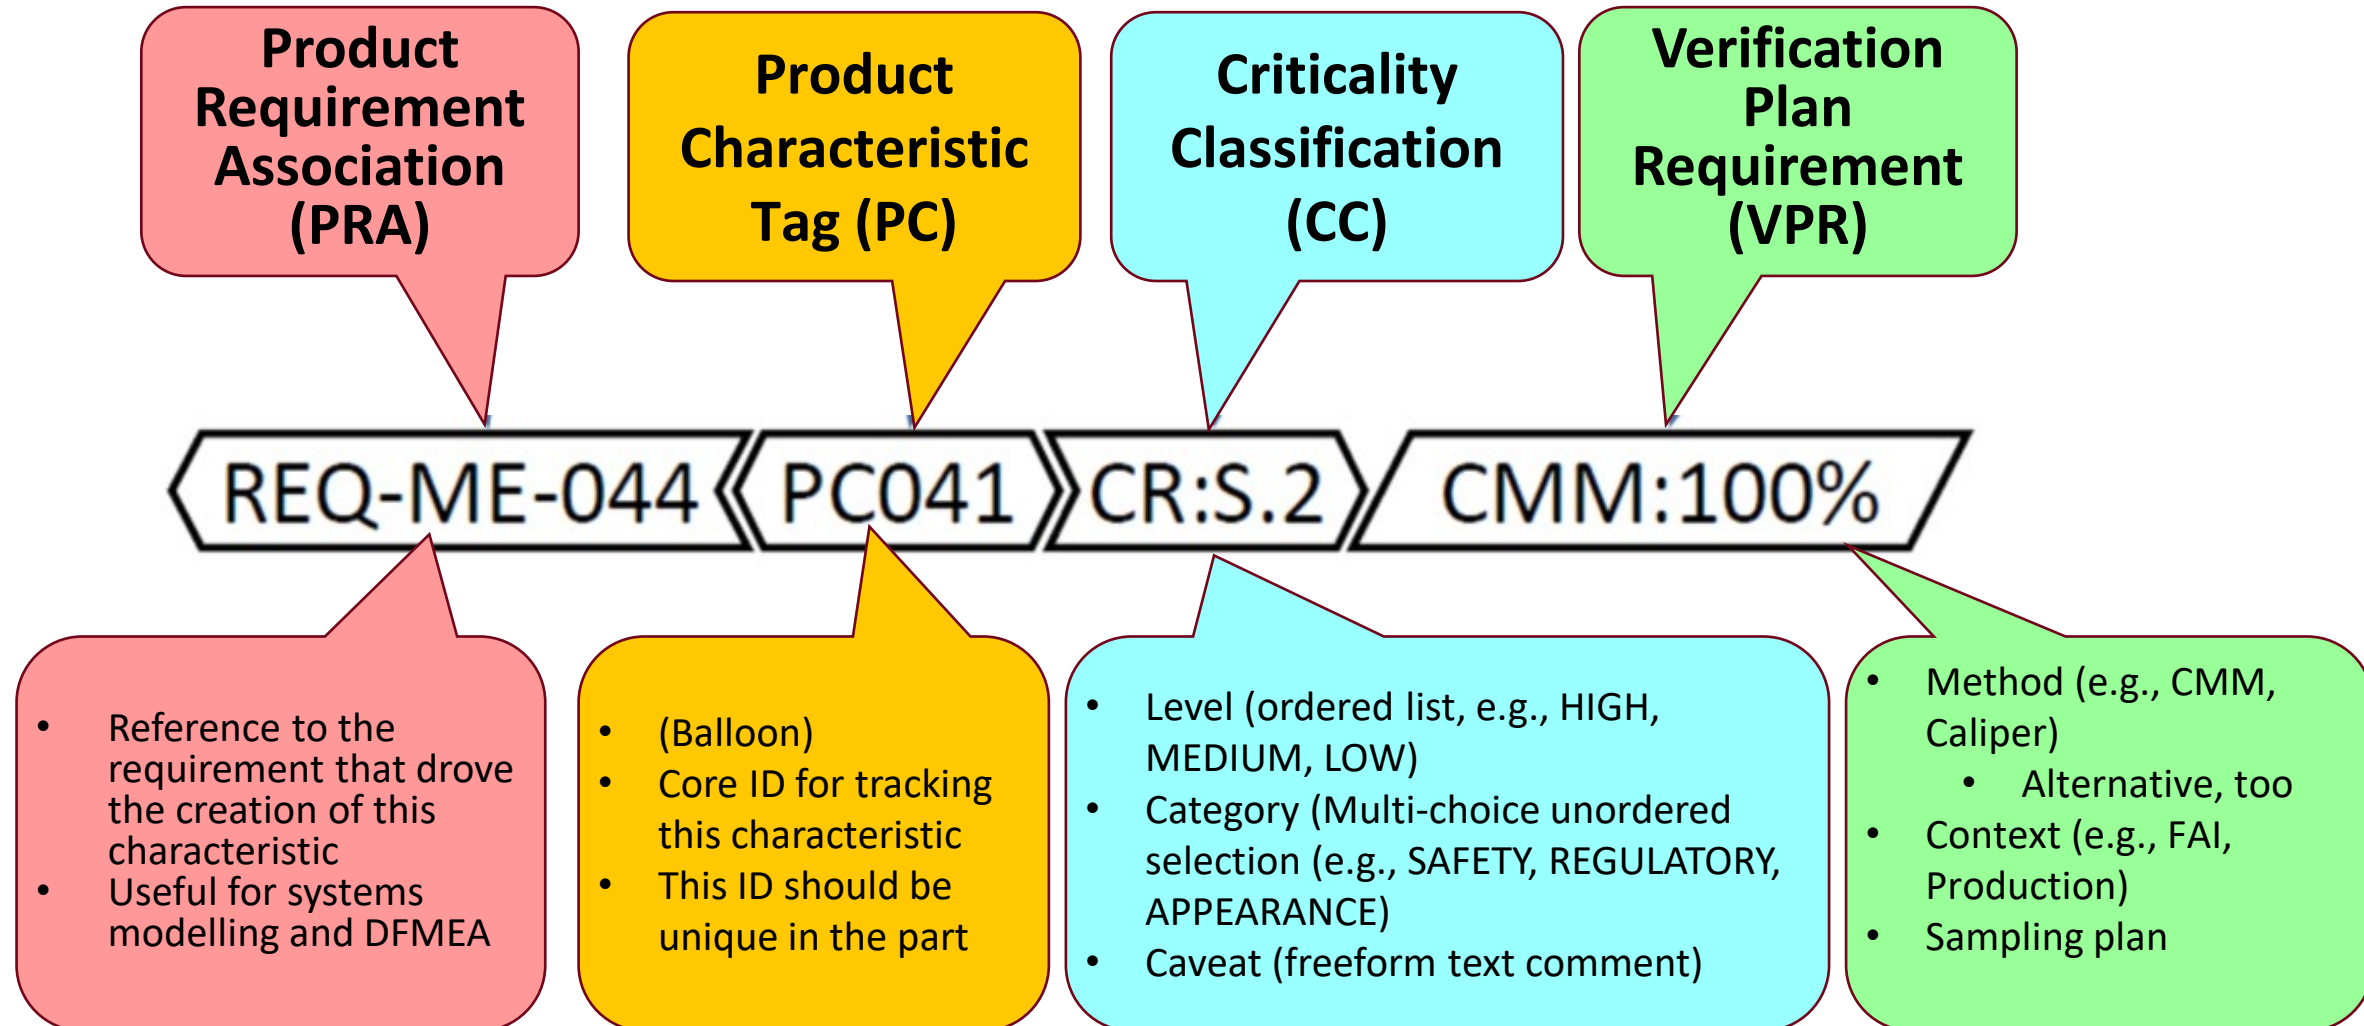 Product
Requirement
Association
(PRA)
Product
Characteristic
Tag (PC)
Criticality
Classification
(CC)
Verification
Plan
Requirement
(VPR)
REQ-ME-044
PC041
CR:S.2
CMM:100%
• Reference to the
requirement that drove
the creation of this
characteristic
• Useful for systems
modelling and DFMEA
• (Balloon)
• Core ID for tracking
this characteristic
• This ID should be
unique in the part
• Level (ordered list, e.g., HIGH,
MEDIUM, LOW)
• Category (Multi-choice unordered
selection (e.g., SAFETY, REGULATORY,
APPEARANCE)
• Caveat (freeform text comment)
• Method (e.g., CMM,
Caliper)
• Alternative, too
• Context (e.g., FAI,
Production)
• Sampling plan